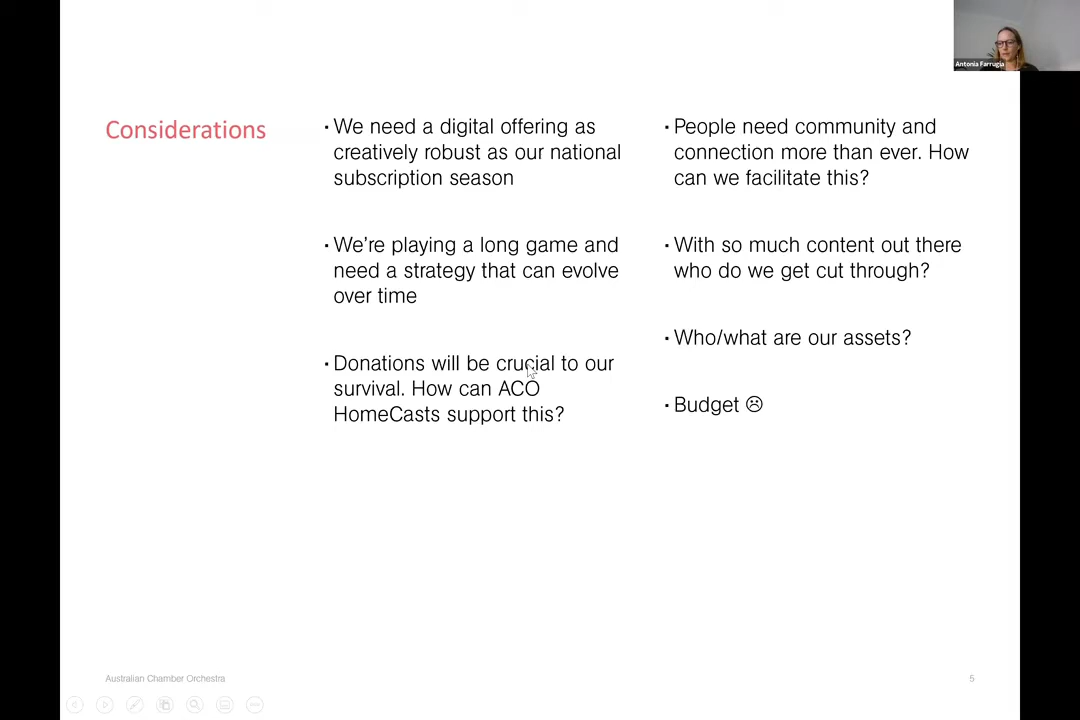 Antonia Farrugia
Considerations
· We need a digital offering as
creatively robust as our national
subscription season
· We’re playing a long game and
need a strategy that can evolve
over time
· Donations will be crucial to our
survival. How can ACO
HomeCasts support this?
· People need community and
connection more than ever. How
can we facilitate this?
· With so much content out there
who do we get cut through?
· Who/what are our assets?
· Budget ☹
Australian Chamber Orchestra
5